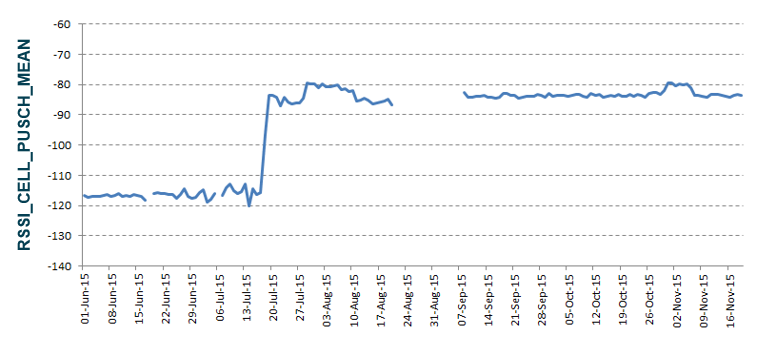 RSSI_CELL_PUSCH_MEAN
-60
-70
-80
-90
-100
-110
-120
-130
-140
01-Jun-15
08-Jun-15
15-Jun-15
22-Jun-15
29-Jun-15
06-Jul-15
13-Jul-15
20-Jul-15
27-Jul-15
03-Aug-15
10-Aug-15
17-Aug-15
24-Aug-15
31-Aug-15
07-Sep-15
14-Sep-15
21-Sep-15
28-Sep-15
05-Oct-15
12-Oct-15
19-Oct-15
26-Oct-15
02-Nov-15
09-Nov-15
16-Nov-15